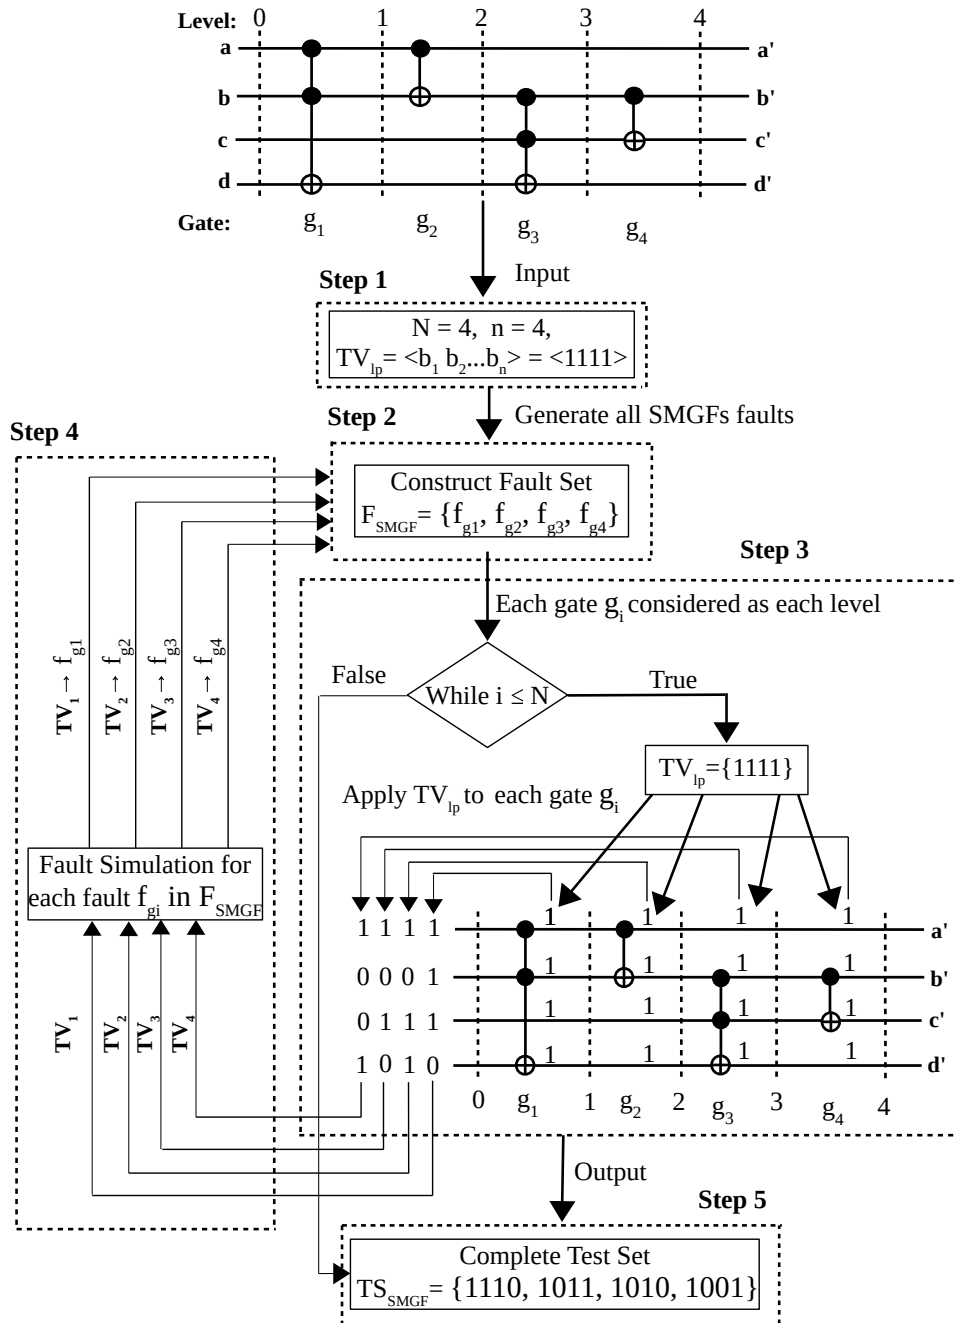 Level: 0 1 2 3 4
a a'
b b'
c c'
d d'
Gate: g1 g2 g3 g4
Input
Step 1
N = 4, n = 4,
TVlp= <b1 b2...bn> = <1111>
Generate all SMGFs faults
Step 2
Construct Fault Set
FSMGF= {fg1, fg2, fg3, fg4}
Step 3
Each gate gi considered as each level
While i ≤ N
False
True
TVlp={1111}
Apply TVlp to each gate gi
1 1 1 1 1 1 1 1 a'
0 0 0 1 1 1 1 1 b'
0 1 1 1 1 1 1 1 c'
1 0 1 0 1 1 1 1 d'
0 g1 1 g2 2 g3 3 g4 4
Step 4
TV1 → fg1
TV2 → fg2
TV3 → fg3
TV4 → fg4
Fault Simulation for
each fault fgi in FSMGF
TV1
TV2
TV3
TV4
Output
Step 5
Complete Test Set
TSSMGF= {1110, 1011, 1010, 1001}